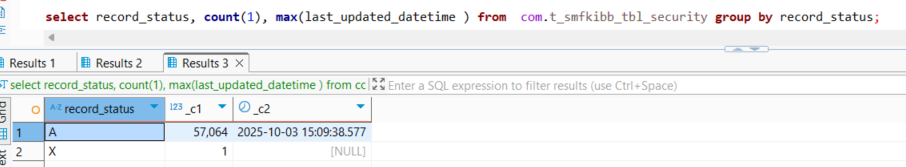 select record_status, count(1), max(last_updated_datetime ) from com.t_smfkibb_tbl_security group by record_status;
Results 1 Results 2 Results 3
select record_status, count(1), max(last_updated_datetime ) from cc Enter a SQL expression to filter results (use Ctrl+Space)
Grid
A-Z record_status 123 _c1 _c2
1 A 57,064 2025-10-03 15:09:38.577
2 X 1 [NULL]